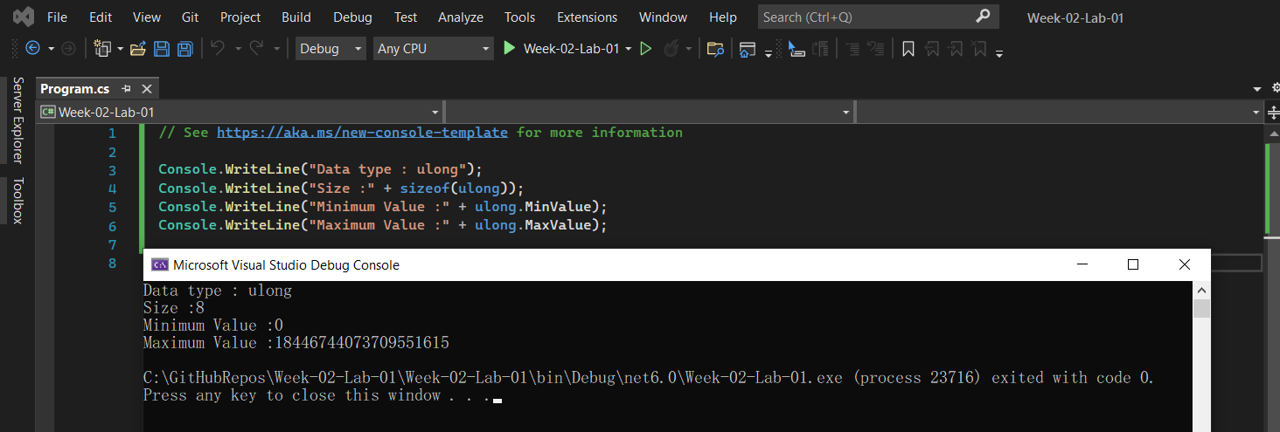 File Edit View Git Project Build Debug Test Analyze Tools Extensions Window Help Search (Ctrl+Q) Week-02-Lab-01
Debug Any CPU Week-02-Lab-01
Server Explorer
Toolbox
Program.cs
C# Week-02-Lab-01
1 // See https://aka.ms/new-console-template for more information
2
3 Console.WriteLine("Data type : ulong");
4 Console.WriteLine("Size :" + sizeof(ulong));
5 Console.WriteLine("Minimum Value :" + ulong.MinValue);
6 Console.WriteLine("Maximum Value :" + ulong.MaxValue);
7
8
C:\ Microsoft Visual Studio Debug Console
Data type : ulong
Size :8
Minimum Value :0
Maximum Value :18446744073709551615
C:\GitHubRepos\Week-02-Lab-01\Week-02-Lab-01\bin\Debug\net6.0\Week-02-Lab-01.exe (process 23716) exited with code 0.
Press any key to close this window . . .